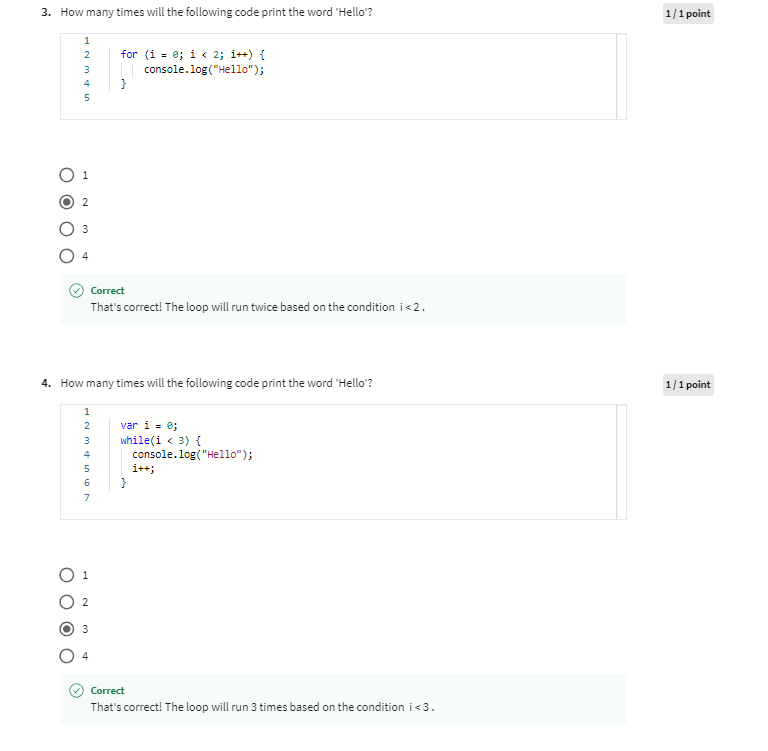 3. How many times will the following code print the word 'Hello'?
1/1 point
1
2 for (i = 0; i < 2; i++) {
3 console.log("Hello");
4 }
5
1
2
3
4
Correct
That's correct! The loop will run twice based on the condition i<2.
4. How many times will the following code print the word 'Hello'?
1/1 point
1
2 var i = 0;
3 while(i < 3) {
4 console.log("Hello");
5 i++;
6 }
7
1
2
3
4
Correct
That's correct! The loop will run 3 times based on the condition i<3.